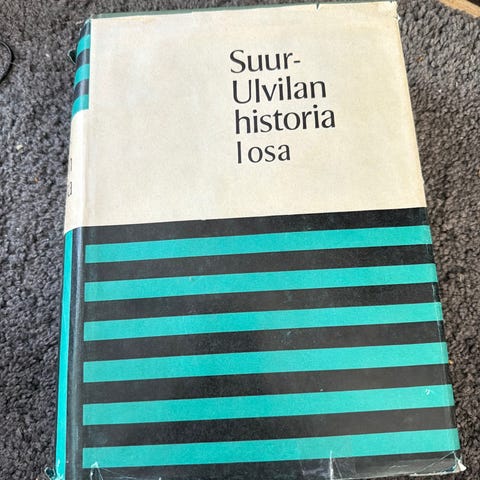 Suur-
Ulvilan
historia
I osa